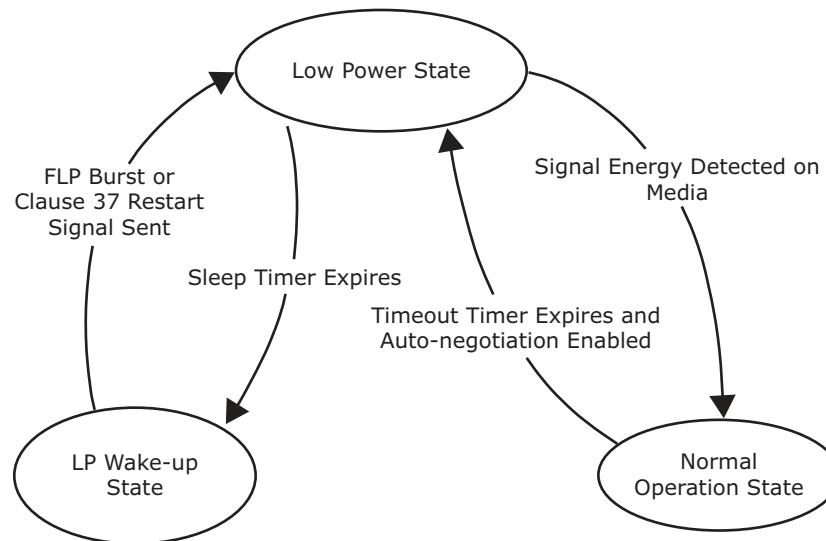 Low Power State
FLP Burst or
Clause 37 Restart
Signal Sent
Signal Energy Detected on
Media
Sleep Timer Expires
Timeout Timer Expires and
Auto-negotiation Enabled
LP Wake-up
State
Normal
Operation State